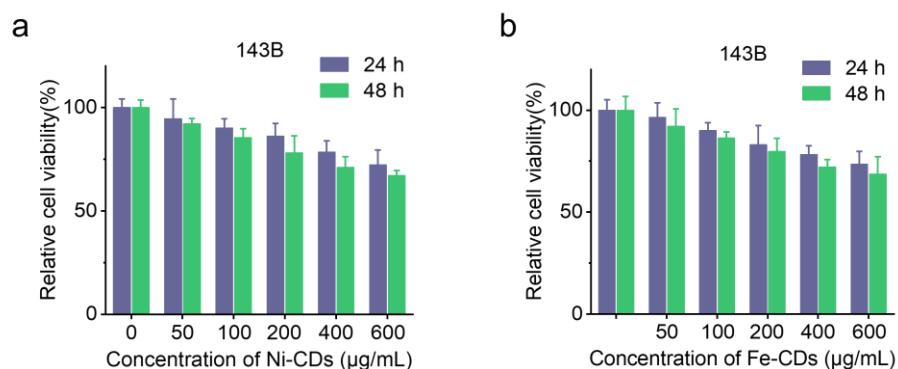 a
143B
24 h
48 h
Relative cell viability(%)
100
50
0
0 50 100 200 400 600
Concentration of Ni-CDs (μg/mL)
b
143B
24 h
48 h
Relative cell viability(%)
100
50
0
50 100 200 400 600
Concentration of Fe-CDs (μg/mL)